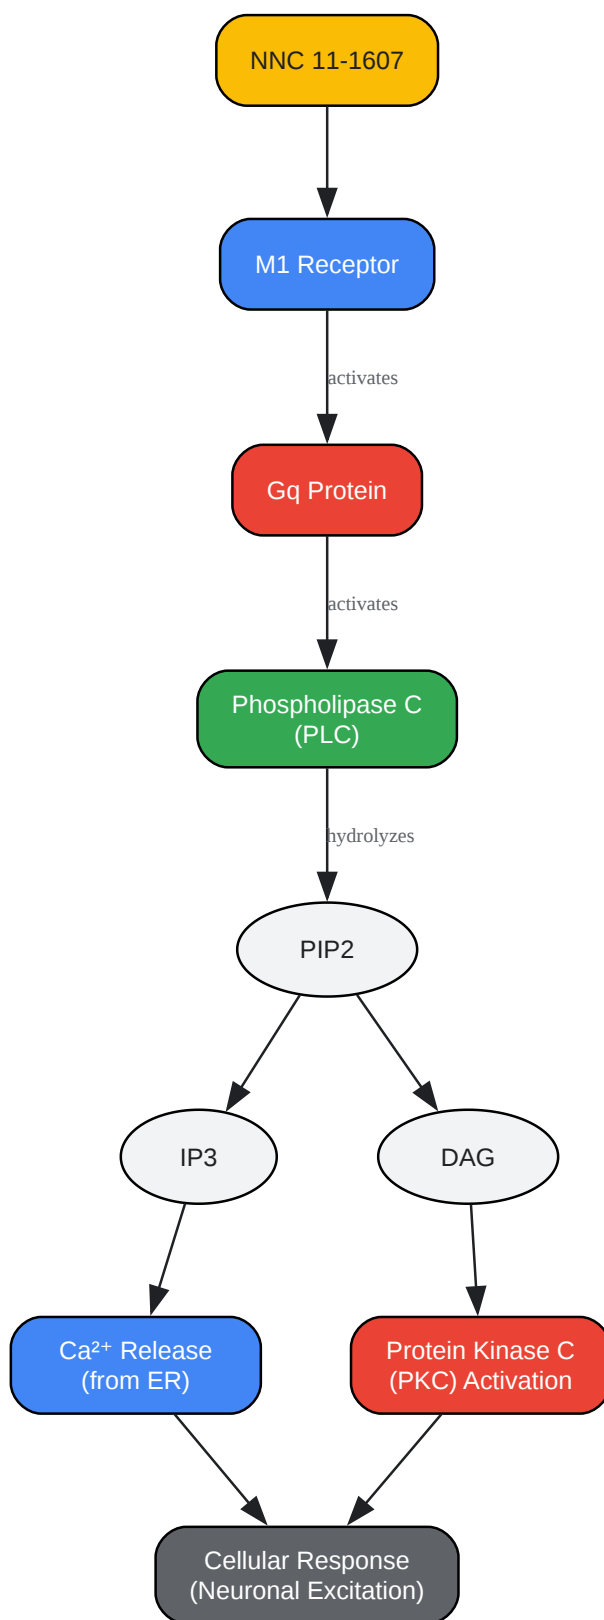 NNC 11-1607
M1 Receptor
activates
Gq Protein
activates
Phospholipase C
(PLC)
hydrolyzes
PIP2
IP3
DAG
Ca²⁺ Release
(from ER)
Protein Kinase C
(PKC) Activation
Cellular Response
(Neuronal Excitation)